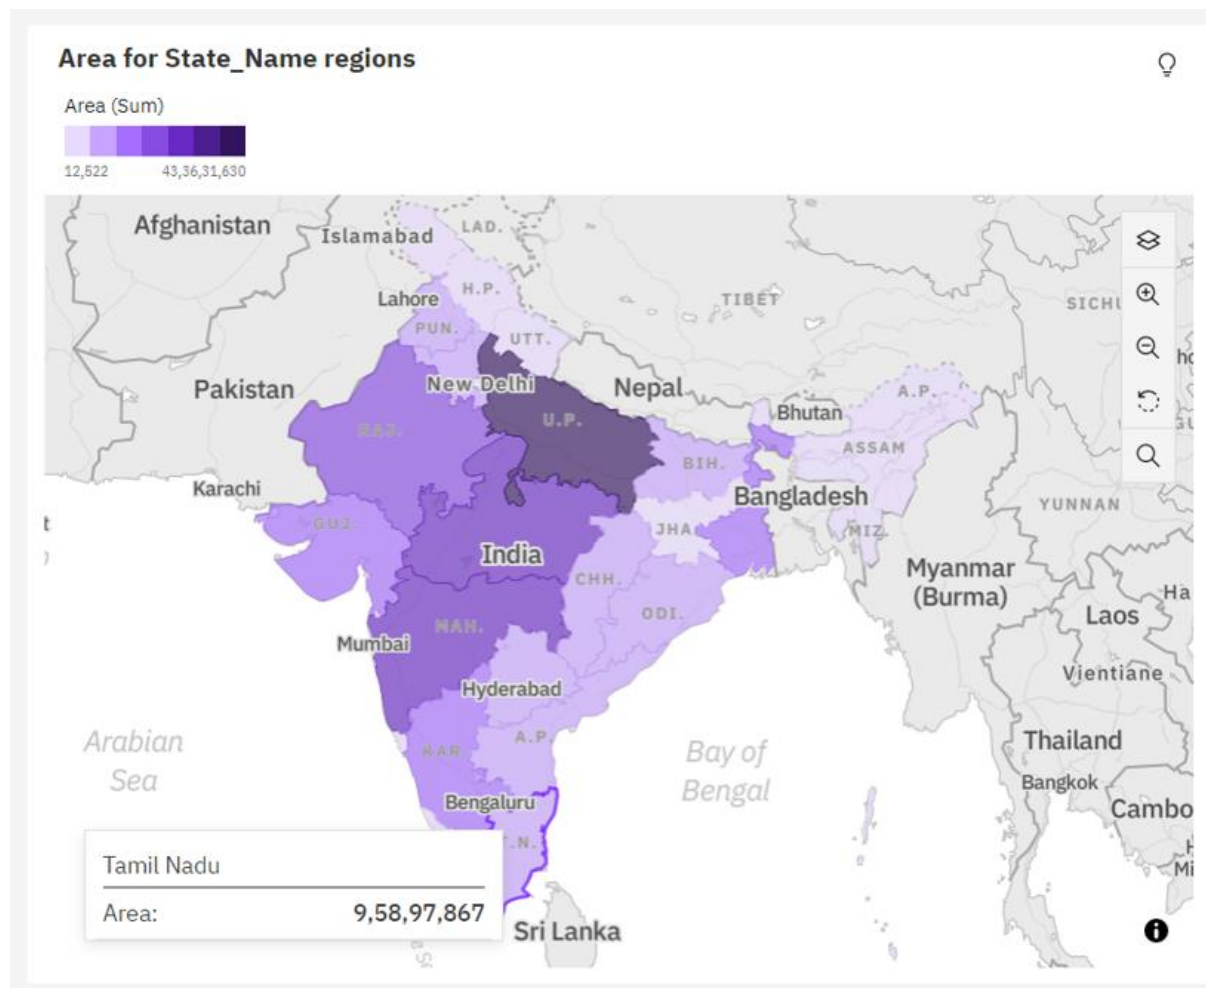 Area for State_Name regions
Area (Sum)
12,522 43,36,31,630
Afghanistan
Islamabad
LAD.
H.P.
Lahore
TIBET
PUN.
UTT.
Pakistan
New Delhi
Nepal
A.P.
Bhutan
RAJ.
U.P.
ASSAM
BIH.
Karachi
Bangladesh
YUNNAN
GUJ.
JHA.
MIZ.
India
CHH.
Myanmar
(Burma)
Laos
MAH.
ODI.
Mumbai
Vientiane
Hyderabad
Arabian
Sea
KAR.
A.P.
Bay of
Bengal
Thailand
Bangkok
Bengaluru
Cambo
T.N.
Tamil Nadu
Area: 9,58,97,867
Sri Lanka